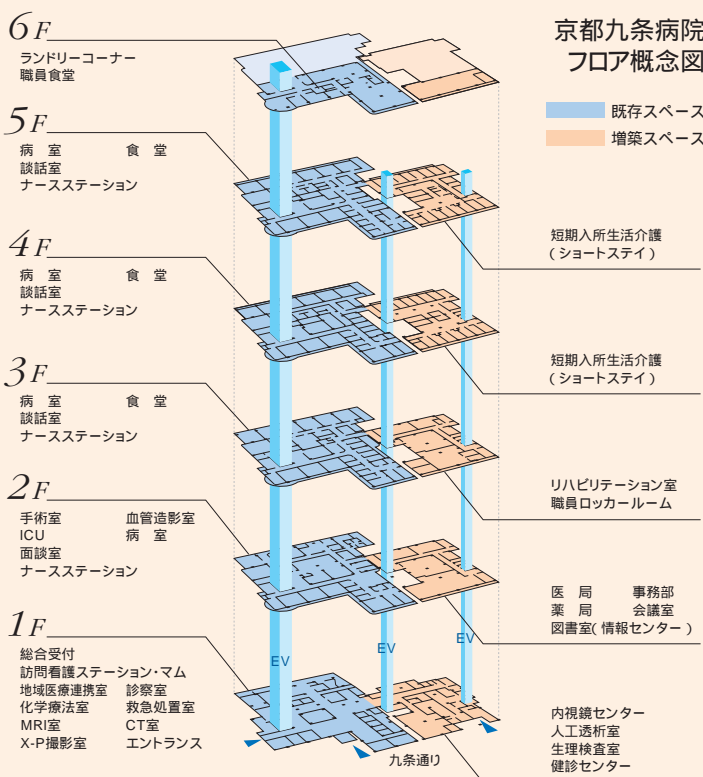 京都九条病院
フロア概念図
既存スペース
増築スペース
6F
ランドリーコーナー
職員食堂
5F
病 室 食 堂
談話室
ナースステーション
短期入所生活介護
(ショートステイ)
4F
病 室 食 堂
談話室
ナースステーション
短期入所生活介護
(ショートステイ)
3F
病 室 食 堂
談話室
ナースステーション
リハビリテーション室
職員ロッカールーム
2F
手術室 血管造影室
ICU 病 室
面談室
ナースステーション
医 局 事務部
薬 局 会議室
図書室(情報センター)
1F
総合受付
訪問看護ステーション・マム
地域医療連携室 診察室
化学療法室 救急処置室
MRI室 CT室
X-P撮影室 エントランス
EV
EV
EV
内視鏡センター
人工透析室
生理検査室
健診センター
九条通り